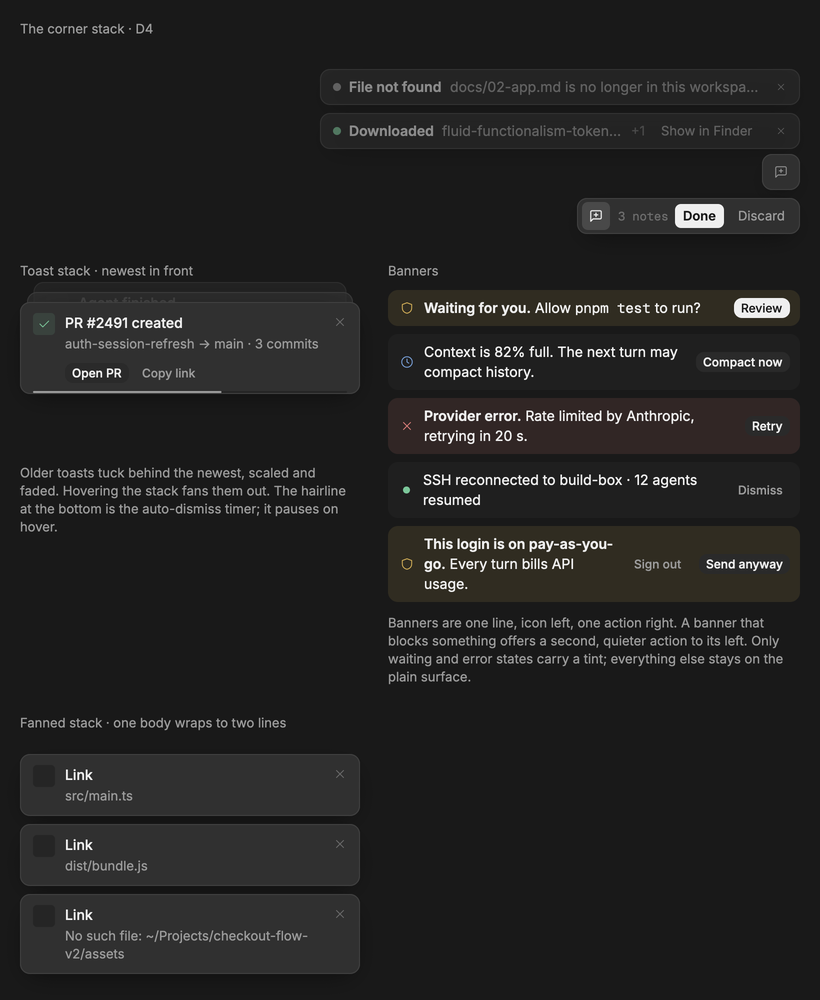 The corner stack · D4
File not found docs/02-app.md is no longer in this workspa…
Downloaded fluid-functionalism-token… +1 Show in Finder
3 notes Done Discard
Toast stack · newest in front
Agent finished
PR #2491 created
auth-session-refresh → main · 3 commits
Open PR Copy link
Older toasts tuck behind the newest, scaled and
faded. Hovering the stack fans them out. The hairline
at the bottom is the auto-dismiss timer; it pauses on
hover.
Banners
Waiting for you. Allow pnpm test to run? Review
Context is 82% full. The next turn may
compact history.
Compact now
Provider error. Rate limited by Anthropic,
retrying in 20 s.
Retry
SSH reconnected to build-box · 12 agents
resumed
Dismiss
This login is on pay-as-you-
go. Every turn bills API
usage.
Sign out Send anyway
Banners are one line, icon left, one action right. A banner that
blocks something offers a second, quieter action to its left. Only
waiting and error states carry a tint; everything else stays on the
plain surface.
Fanned stack · one body wraps to two lines
Link
src/main.ts
Link
dist/bundle.js
Link
No such file: ~/Projects/checkout-flow-
v2/assets